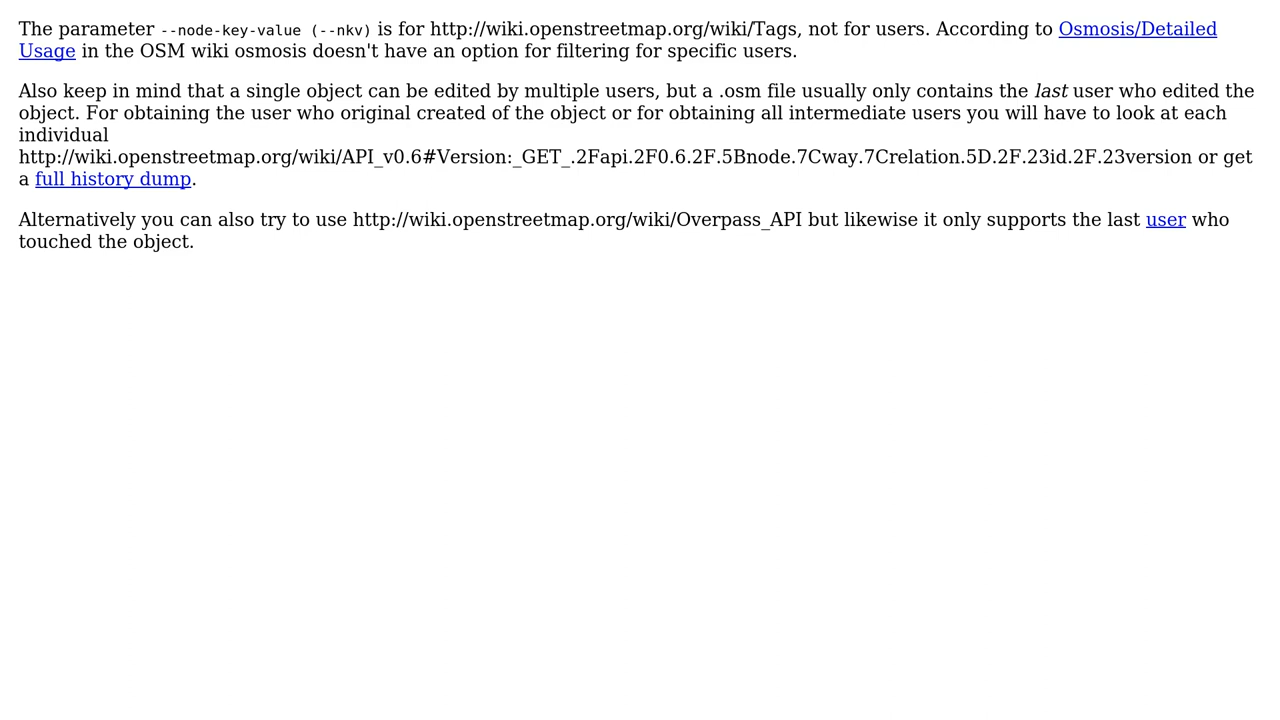 The parameter --node-key-value (--nkv) is for http://wiki.openstreetmap.org/wiki/Tags, not for users. According to Osmosis/Detailed
Usage in the OSM wiki osmosis doesn't have an option for filtering for specific users.
Also keep in mind that a single object can be edited by multiple users, but a .osm file usually only contains the last user who edited the
object. For obtaining the user who original created of the object or for obtaining all intermediate users you will have to look at each
individual
http://wiki.openstreetmap.org/wiki/API_v0.6#Version:_GET_.2Fapi.2F0.6.2F.5Bnode.7Cway.7Crelation.5D.2F.23id.2F.23version or get
a full history dump.
Alternatively you can also try to use http://wiki.openstreetmap.org/wiki/Overpass_API but likewise it only supports the last user who
touched the object.